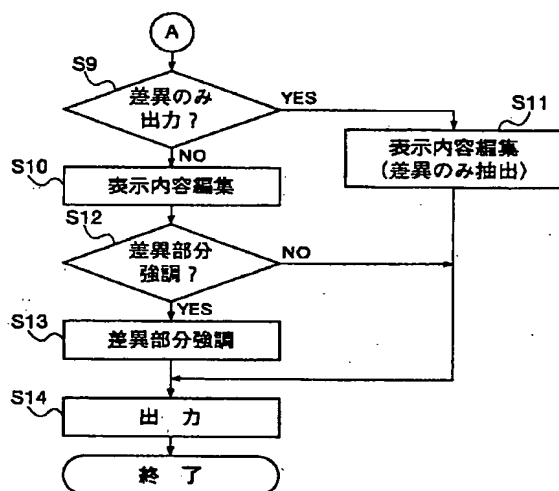 A
S9
差異のみ
出力?
YES
S11
表示内容編集
(差異のみ抽出)
NO
S10
表示内容編集
S12
差異部分
強調?
NO
YES
S13
差異部分強調
S14
出 力
終 了